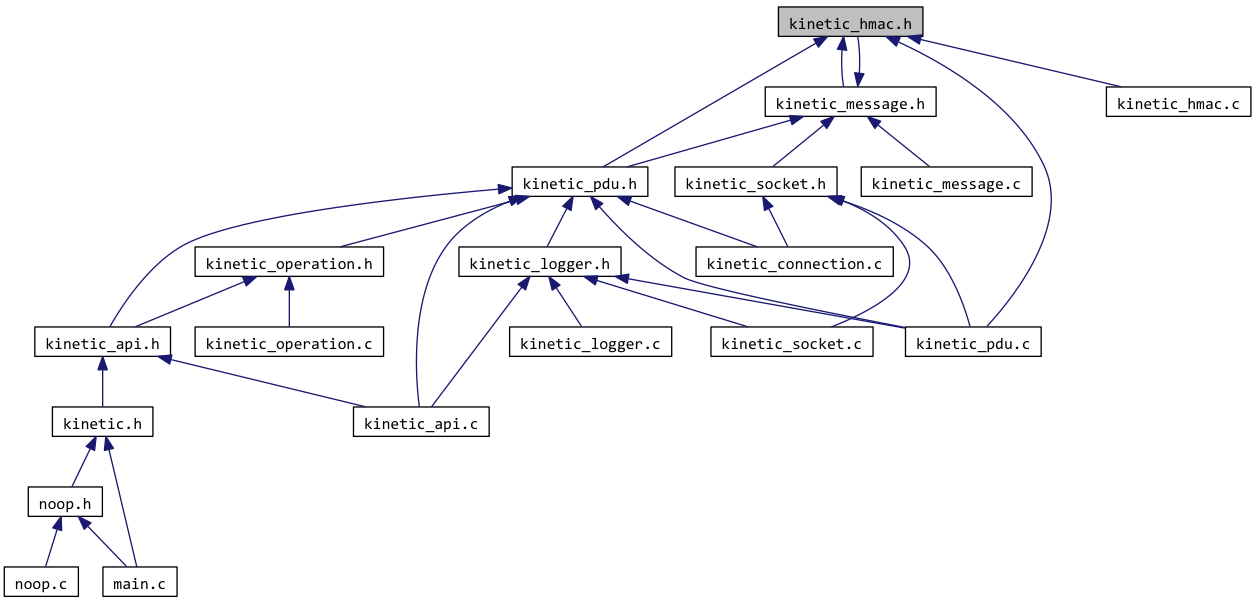 kinetic_hmac.h
kinetic_message.h
kinetic_hmac.c
kinetic_pdu.h
kinetic_socket.h
kinetic_message.c
kinetic_operation.h
kinetic_logger.h
kinetic_connection.c
kinetic_api.h
kinetic_operation.c
kinetic_logger.c
kinetic_socket.c
kinetic_pdu.c
kinetic.h
kinetic_api.c
noop.h
noop.c
main.c